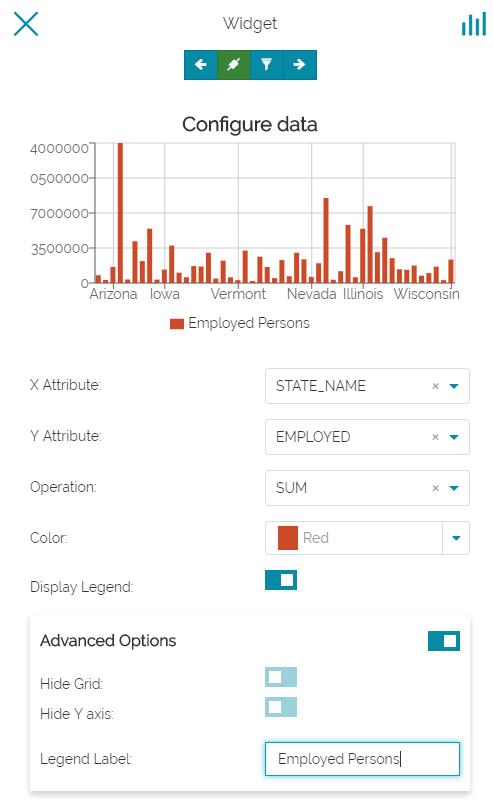 Widget
Configure data
4000000
0500000
7000000
3500000
0
Arizona Iowa Vermont Nevada Illinois Wisconsin
Employed Persons
X Attribute: STATE_NAME
Y Attribute: EMPLOYED
Operation: SUM
Color: Red
Display Legend:
Advanced Options
Hide Grid:
Hide Y axis:
Legend Label: Employed Persons